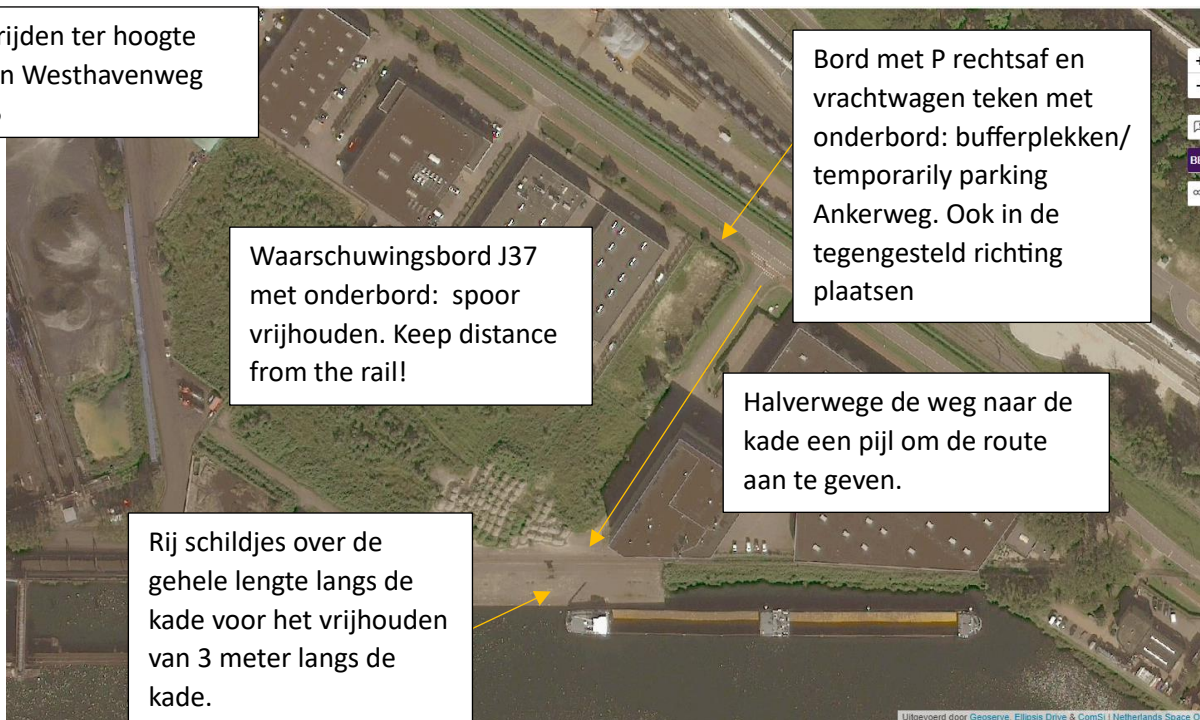 rijden ter hoogte
n Westhavenweg
Bord met P rechtsaf en
vrachtwagen teken met
onderbord: bufferplekken/
temporarily parking
Ankerweg. Ook in de
tegengesteld richting
plaatsen
Waarschuwingsbord J37
met onderbord: spoor
vrijhouden. Keep distance
from the rail!
Halverwege de weg naar de
kade een pijl om de route
aan te geven.
Rij schildjes over de
gehele lengte langs de
kade voor het vrijhouden
van 3 meter langs de
kade.
Uitgevoerd door Geoserve, Ellipsis Drive & ComSi | Netherlands Space